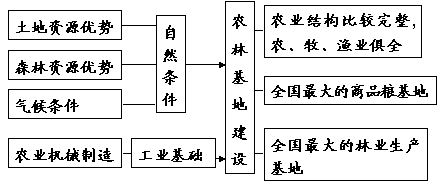 土地资源优势
森林资源优势
气候条件
自然条件
农业机械制造
工业基础
农林基地建设
农业结构比较完整，
农、牧、渔业俱全
全国最大的商品粮基地
全国最大的林业生产
基地